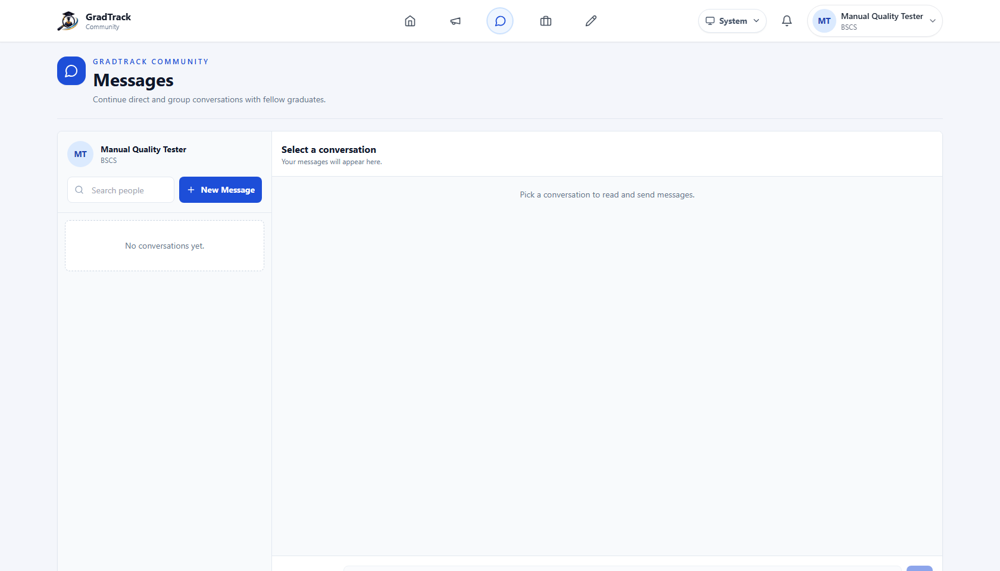 GradTrack
Community
System
MT
Manual Quality Tester
BSCS
GRADTRACK COMMUNITY
Messages
Continue direct and group conversations with fellow graduates.
MT
Manual Quality Tester
BSCS
Search people
New Message
No conversations yet.
Select a conversation
Your messages will appear here.
Pick a conversation to read and send messages.